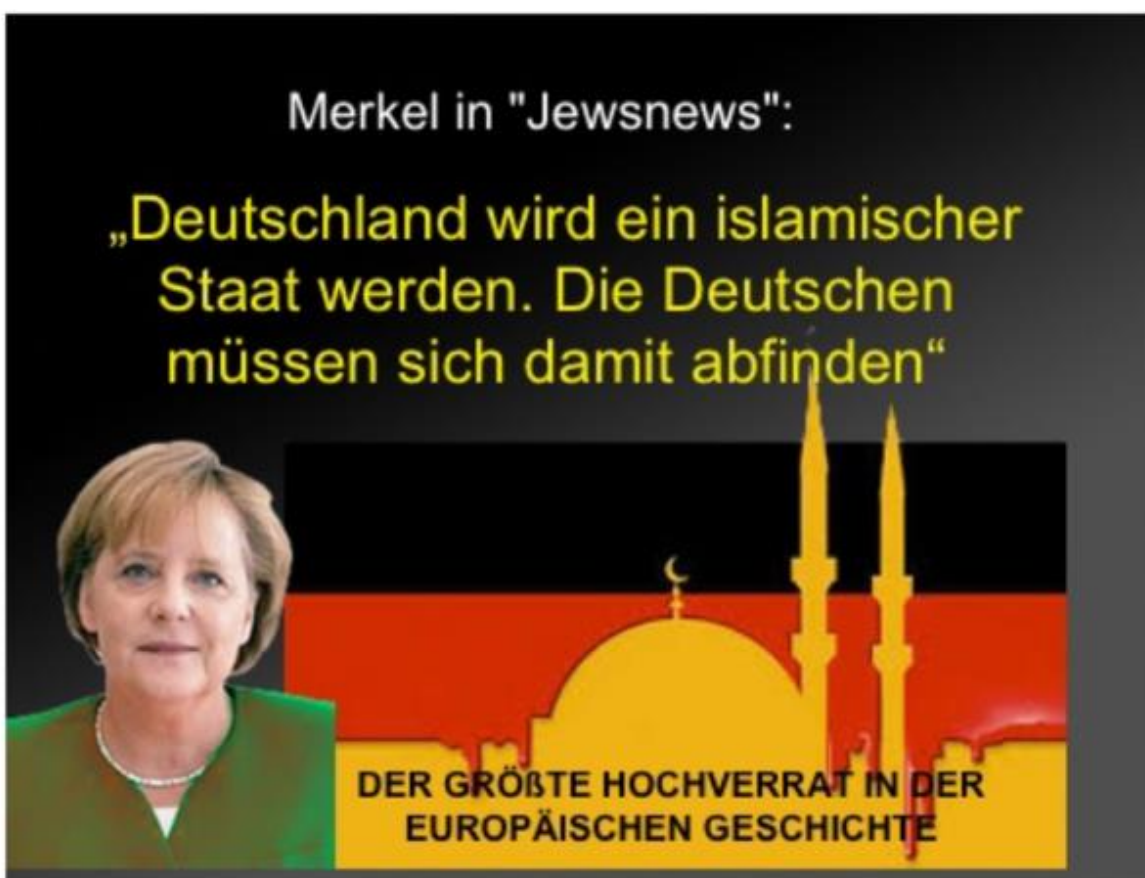 Merkel in "Jewsnews":
„Deutschland wird ein islamischer
Staat werden. Die Deutschen
müssen sich damit abfinden“
DER GRÖßTE HOCHVERRAT IN DER
EUROPÄISCHEN GESCHICHTE